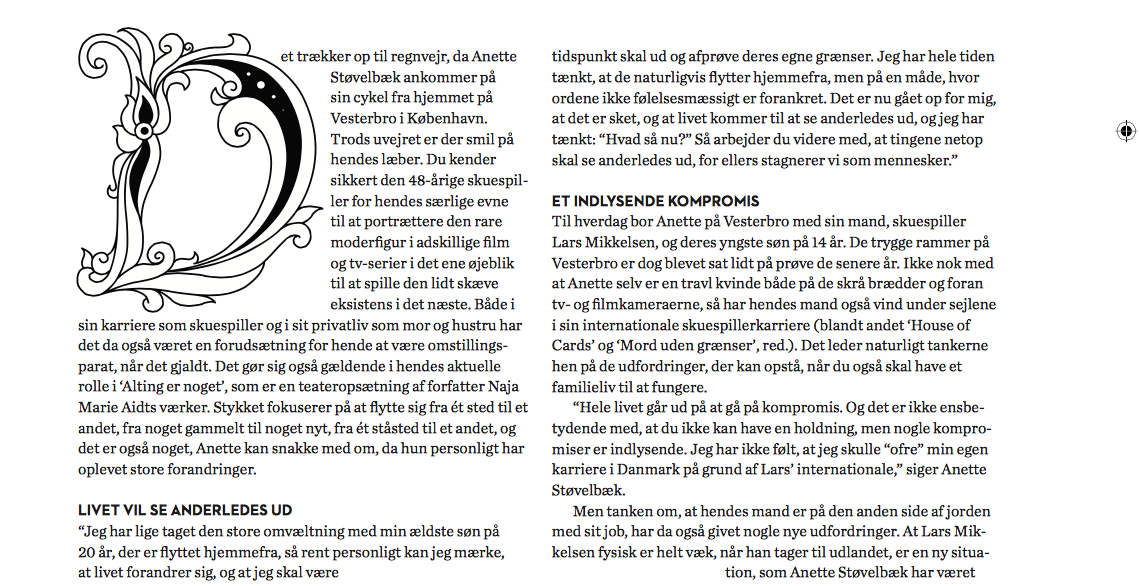 Det trækker op til regnvejr, da Anette
Støvelbæk ankommer på
sin cykel fra hjemmet på
Vesterbro i København.
Trods uvejret er der smil på
hendes læber. Du kender
sikkert den 48-årige skuespil-
ler for hendes særlige evne
til at portrættere den rare
moderfigur i adskillige film
og tv-serier i det ene øjeblik
til at spille den lidt skæve
eksistens i det næste. Både i
sin karriere som skuespiller og i sit privatliv som mor og hustru har
det da også været en forudsætning for hende at være omstillings-
parat, når det gjaldt. Det gør sig også gældende i hendes aktuelle
rolle i ‘Alting er noget’, som er en teateropsætning af forfatter Naja
Marie Aidts værker. Stykket fokuserer på at flytte sig fra ét sted til et
andet, fra noget gammelt til noget nyt, fra ét ståsted til et andet, og
det er også noget, Anette kan snakke med om, da hun personligt har
oplevet store forandringer.
LIVET VIL SE ANDERLEDES UD
“Jeg har lige taget den store omvæltning med min ældste søn på
20 år, der er flyttet hjemmefra, så rent personligt kan jeg mærke,
at livet forandrer sig, og at jeg skal være
tidspunkt skal ud og afprøve deres egne grænser. Jeg har hele tiden
tænkt, at de naturligvis flytter hjemmefra, men på en måde, hvor
ordene ikke følelsesmæssigt er forankret. Det er nu gået op for mig,
at det er sket, og at livet kommer til at se anderledes ud, og jeg har
tænkt: “Hvad så nu?” Så arbejder du videre med, at tingene netop
skal se anderledes ud, for ellers stagnerer vi som mennesker.”
ET INDLYSENDE KOMPROMIS
Til hverdag bor Anette på Vesterbro med sin mand, skuespiller
Lars Mikkelsen, og deres yngste søn på 14 år. De trygge rammer på
Vesterbro er dog blevet sat lidt på prøve de senere år. Ikke nok med
at Anette selv er en travl kvinde både på de skrå brædder og foran
tv- og filmkameraerne, så har hendes mand også vind under sejlene
i sin internationale skuespillerkarriere (blandt andet ‘House of
Cards’ og ‘Mord uden grænser’, red.). Det leder naturligt tankerne
hen på de udfordringer, der kan opstå, når du også skal have et
familieliv til at fungere.
“Hele livet går ud på at gå på kompromis. Og det er ikke ensbe-
tydende med, at du ikke kan have en holdning, men nogle kompro-
miser er indlysende. Jeg har ikke følt, at jeg skulle “ofre” min egen
karriere i Danmark på grund af Lars’ internationale,” siger Anette
Støvelbæk.
Men tanken om, at hendes mand er på den anden side af jorden
med sit job, har da også givet nogle nye udfordringer. At Lars Mik-
kelsen fysisk er helt væk, når han tager til udlandet, er en ny situa-
tion, som Anette Støvelbæk har været